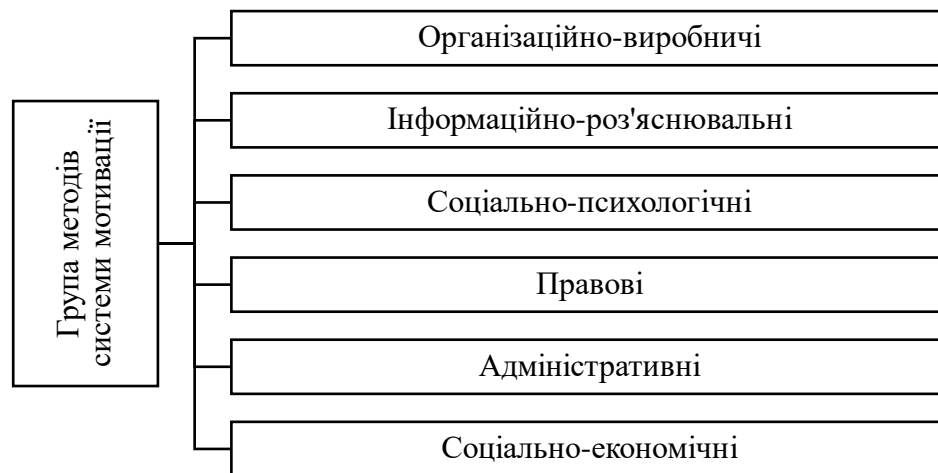 Група методів
системи мотивації
Організаційно-виробничі
Інформаційно-роз'яснювальні
Соціально-психологічні
Правові
Адміністративні
Соціально-економічні